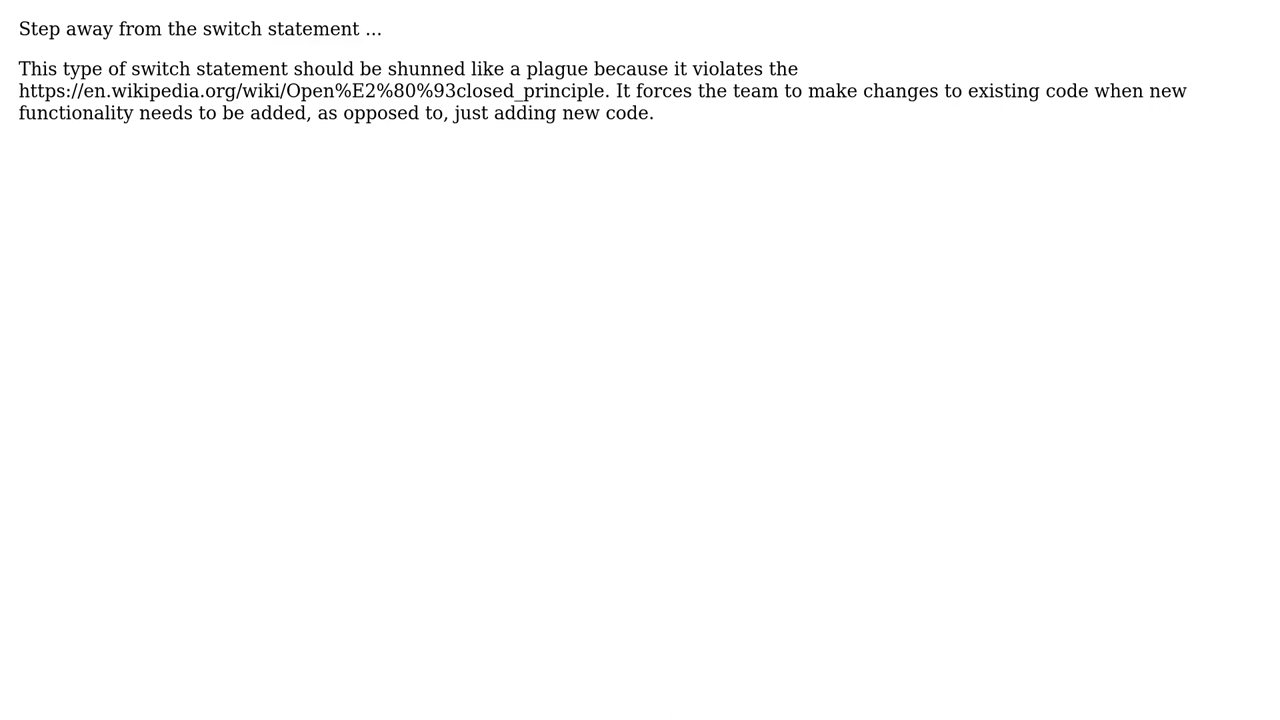 Step away from the switch statement ...
This type of switch statement should be shunned like a plague because it violates the
https://en.wikipedia.org/wiki/Open%E2%80%93closed_principle. It forces the team to make changes to existing code when new
functionality needs to be added, as opposed to, just adding new code.